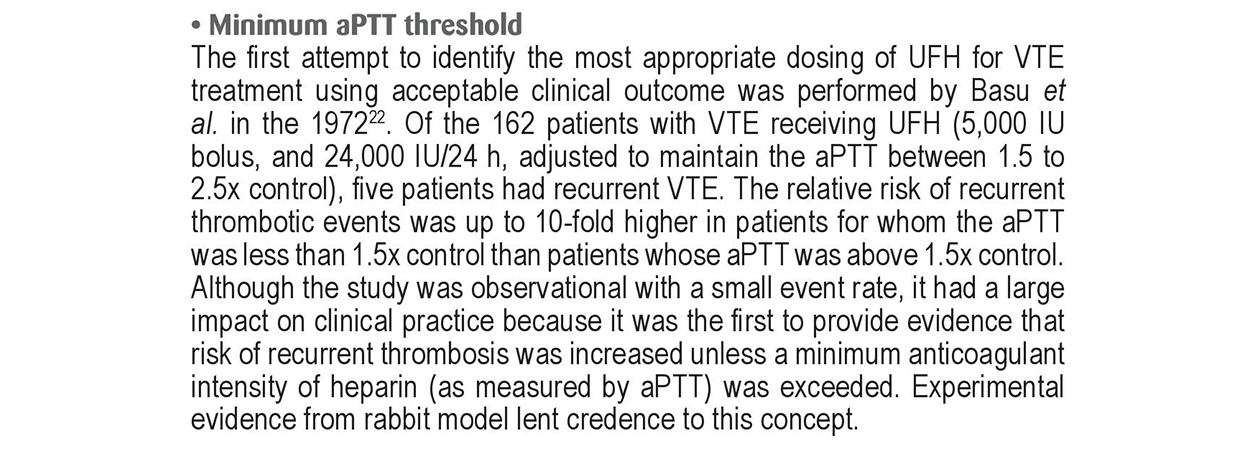 • Minimum aPTT threshold
The first attempt to identify the most appropriate dosing of UFH for VTE
treatment using acceptable clinical outcome was performed by Basu et
al. in the 1972²². Of the 162 patients with VTE receiving UFH (5,000 IU
bolus, and 24,000 IU/24 h, adjusted to maintain the aPTT between 1.5 to
2.5x control), five patients had recurrent VTE. The relative risk of recurrent
thrombotic events was up to 10-fold higher in patients for whom the aPTT
was less than 1.5x control than patients whose aPTT was above 1.5x control.
Although the study was observational with a small event rate, it had a large
impact on clinical practice because it was the first to provide evidence that
risk of recurrent thrombosis was increased unless a minimum anticoagulant
intensity of heparin (as measured by aPTT) was exceeded. Experimental
evidence from rabbit model lent credence to this concept.